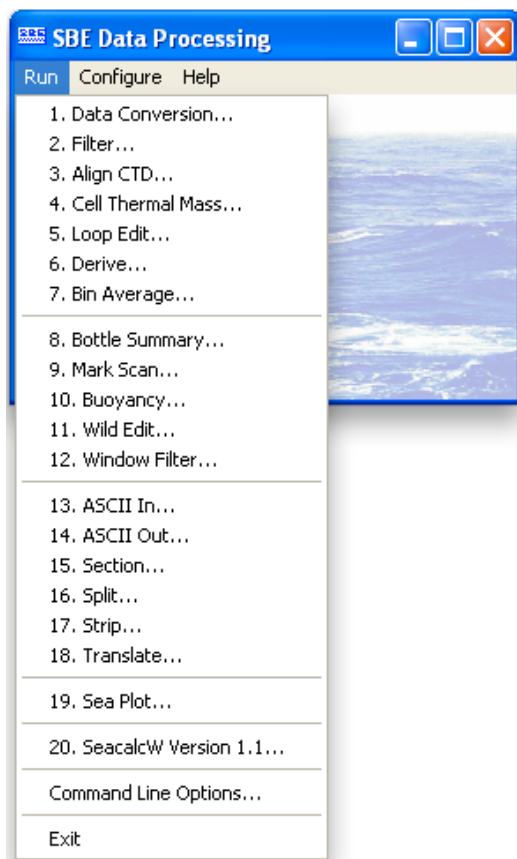 SBE Data Processing
Run Configure Help
1. Data Conversion...
2. Filter...
3. Align CTD...
4. Cell Thermal Mass...
5. Loop Edit...
6. Derive...
7. Bin Average...
8. Bottle Summary...
9. Mark Scan...
10. Buoyancy...
11. Wild Edit...
12. Window Filter...
13. ASCII In...
14. ASCII Out...
15. Section...
16. Split...
17. Strip...
18. Translate...
19. Sea Plot...
20. SeacalcW Version 1.1...
Command Line Options...
Exit